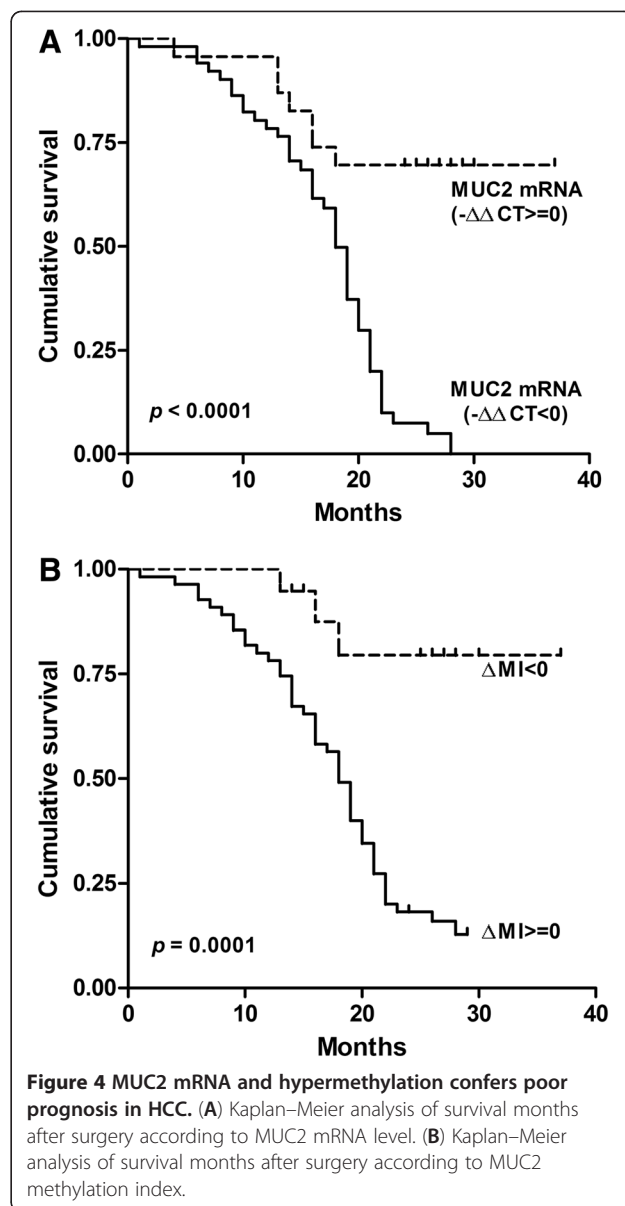 A
Cumulative survival
1.00
0.75
0.50
0.25
0.00
MUC2 mRNA
(-ΔΔ CT>=0)
MUC2 mRNA
(-ΔΔ CT<0)
p < 0.0001
0 10 20 30 40
Months
B
Cumulative survival
1.00
0.75
0.50
0.25
0.00
ΔMI<0
ΔMI>=0
p = 0.0001
0 10 20 30 40
Months
Figure 4 MUC2 mRNA and hypermethylation confers poor
prognosis in HCC. (A) Kaplan–Meier analysis of survival months
after surgery according to MUC2 mRNA level. (B) Kaplan–Meier
analysis of survival months after surgery according to MUC2
methylation index.